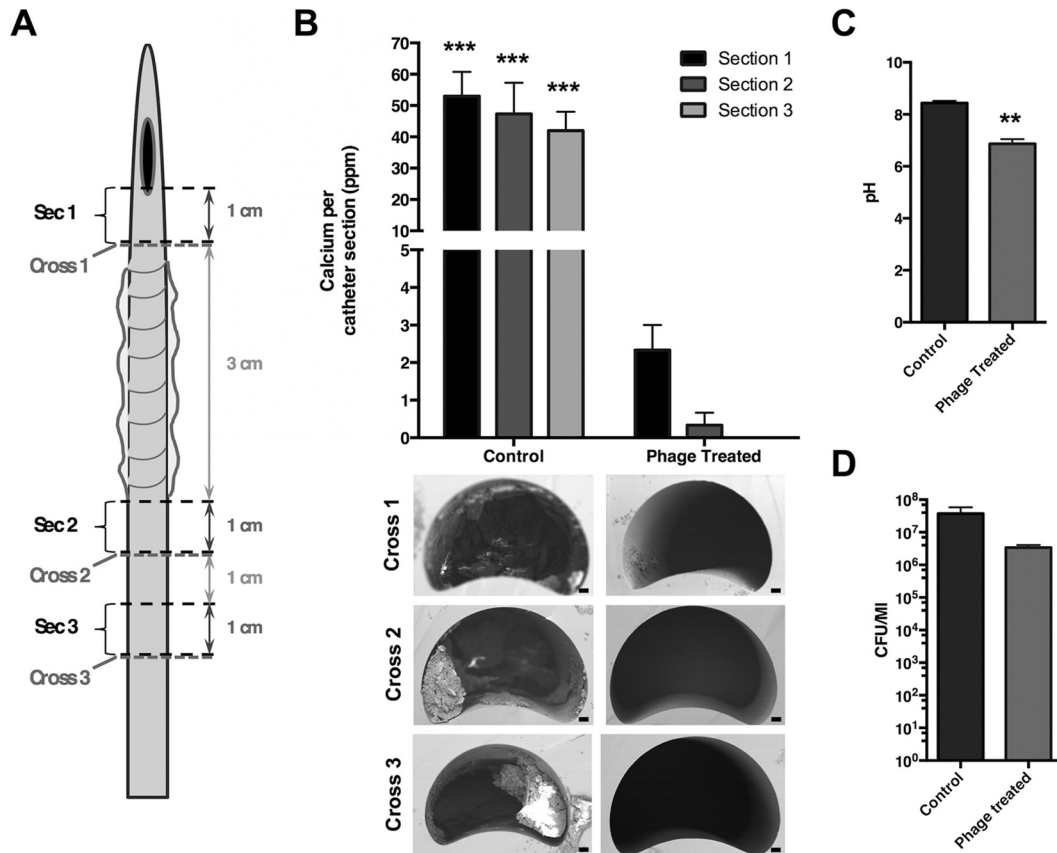 A
Sec 1
1 cm
Cross 1
3 cm
Sec 2
1 cm
Cross 2
1 cm
Sec 3
1 cm
Cross 3
B
Calcium per
catheter section (ppm)
70
60
50
40
30
20
10
5
4
3
2
1
0
***
***
***
Section 1
Section 2
Section 3
Control
Phage Treated
Cross 1
Cross 2
Cross 3
C
pH
10
8
6
4
2
0
**
Control
Phage Treated
D
CFU/Ml
10⁸
10⁷
10⁶
10⁵
10⁴
10³
10²
10¹
10⁰
Control
Phage treated